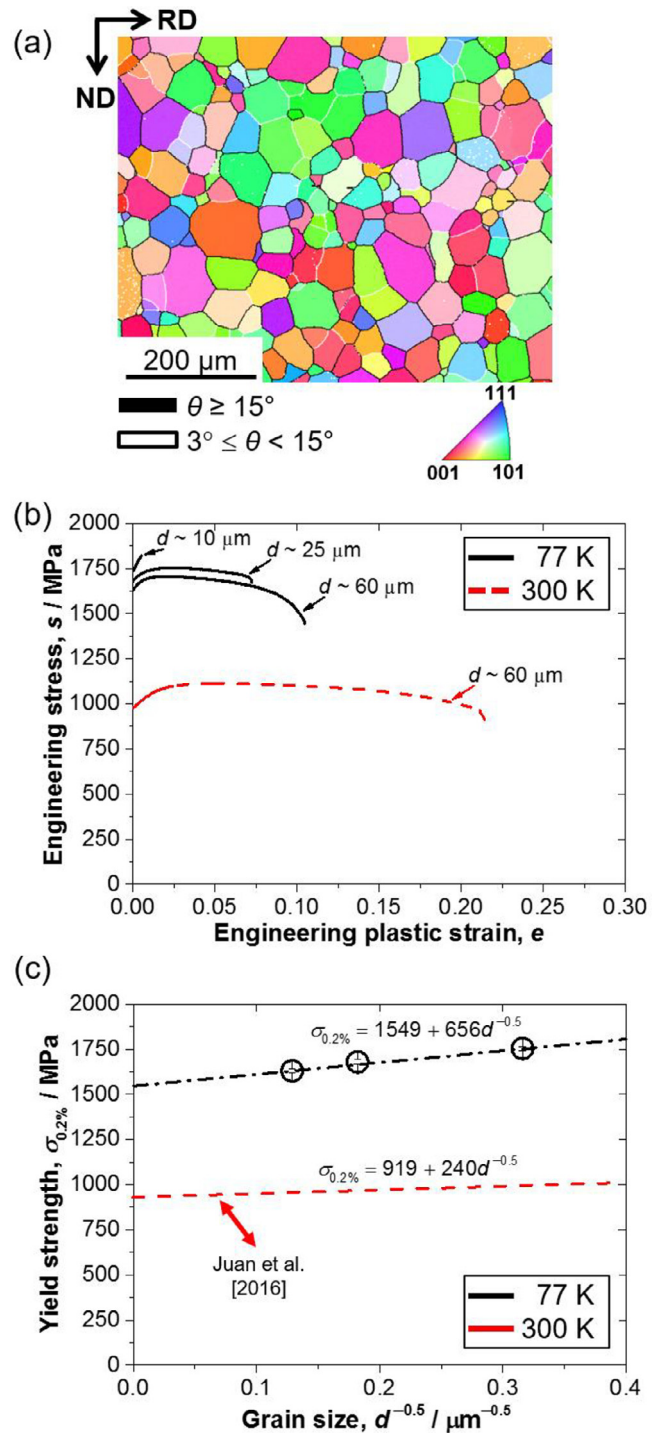 (a)
RD
ND
200 μm
θ ≥ 15°
3° ≤ θ < 15°
111
001
101
(b)
2000
1750
1500
1250
1000
750
500
250
0
Engineering stress, s / MPa
d ~ 10 μm
d ~ 25 μm
d ~ 60 μm
77 K
300 K
d ~ 60 μm
0.00
0.05
0.10
0.15
0.20
0.25
0.30
Engineering plastic strain, e
(c)
2000
1750
1500
1250
1000
750
500
250
0
Yield strength, σ0.2% / MPa
σ0.2% = 1549 + 656d−0.5
σ0.2% = 919 + 240d−0.5
Juan et al.
[2016]
77 K
300 K
0.0
0.1
0.2
0.3
0.4
Grain size, d−0.5 / μm−0.5